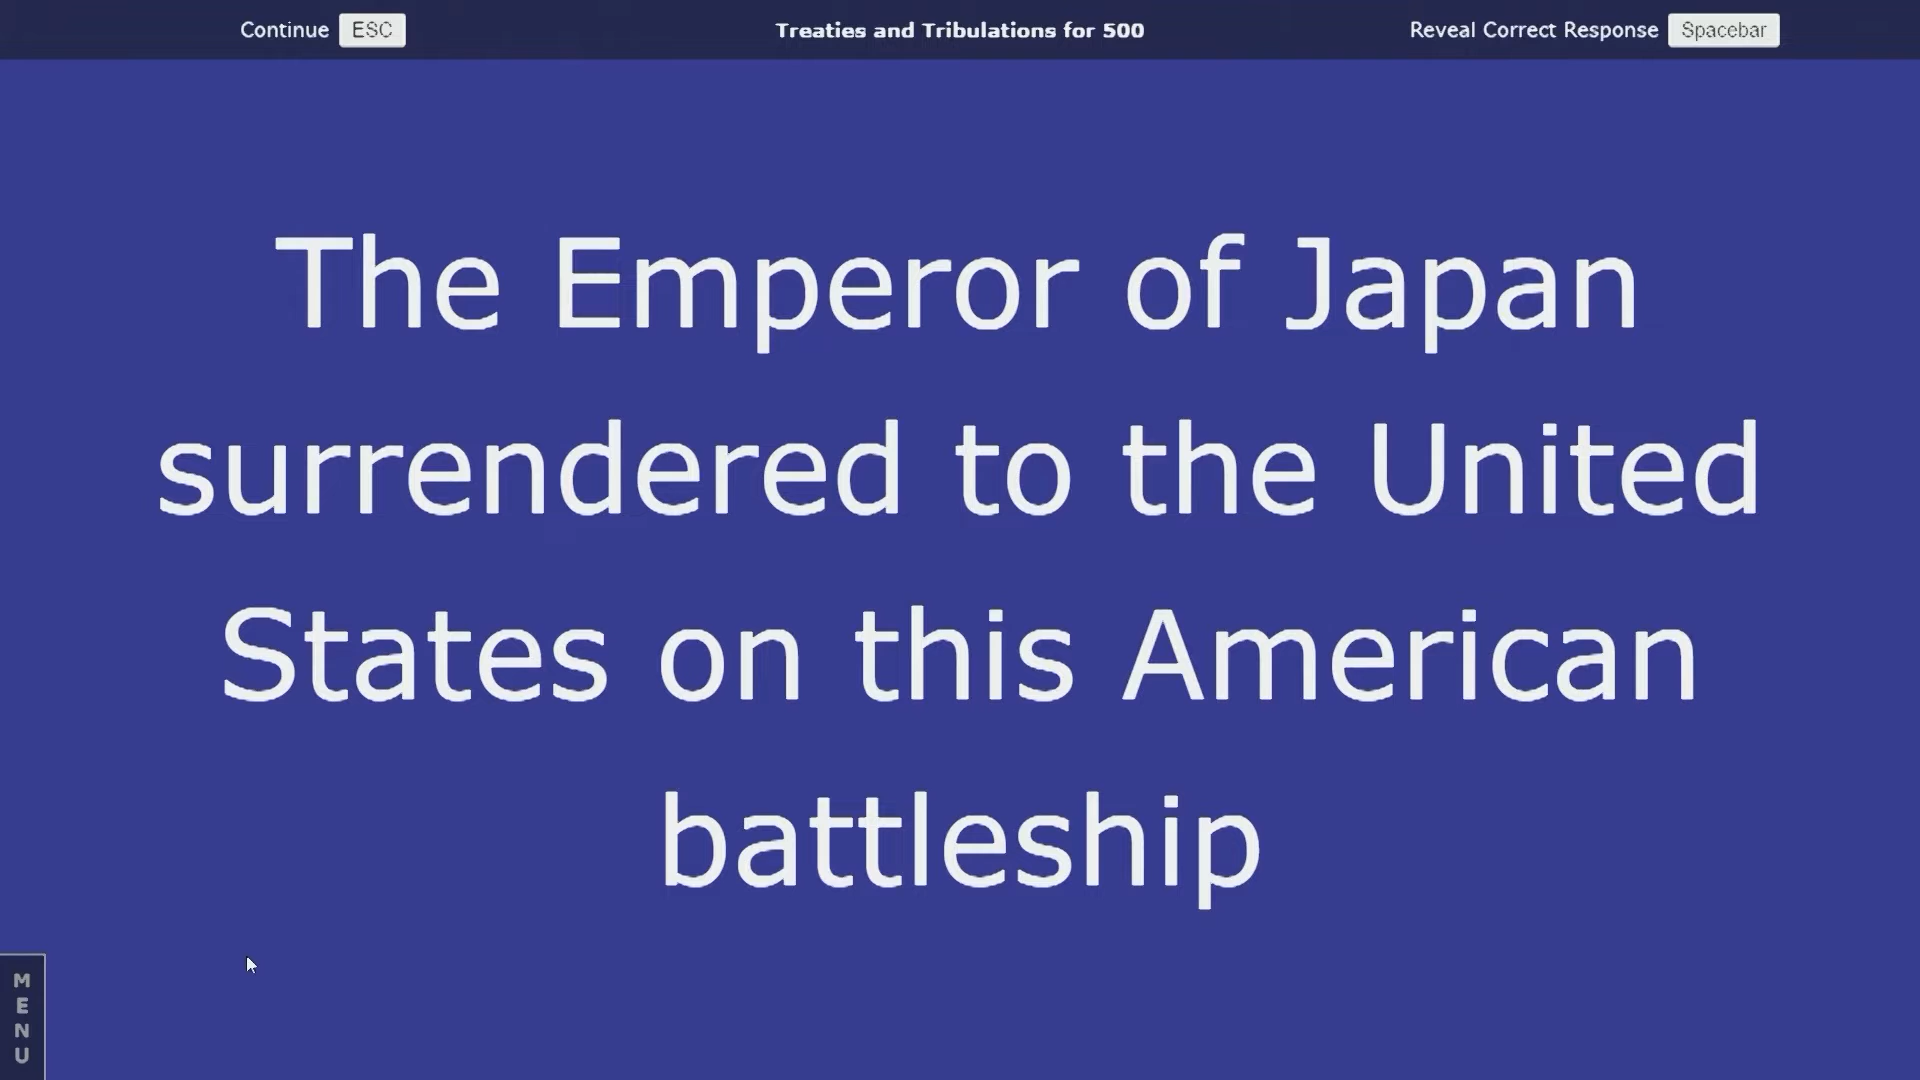 Continue ESC Treaties and Tribulations for 500 Reveal Correct Response Spacebar
The Emperor of Japan
surrendered to the United
States on this American
battleship
MENU